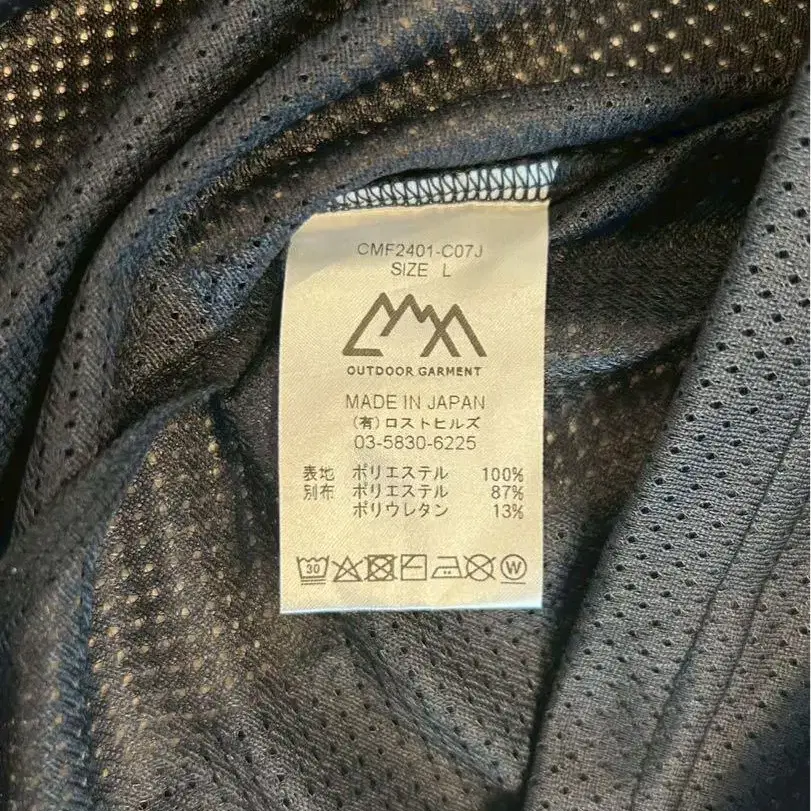 CMF2401-C07J
SIZE L
OUTDOOR GARMENT
MADE IN JAPAN
(有)ロストヒルズ
03-5830-6225
表地 ポリエステル 100%
別布 ポリエステル 87%
ポリウレタン 13%
30 W